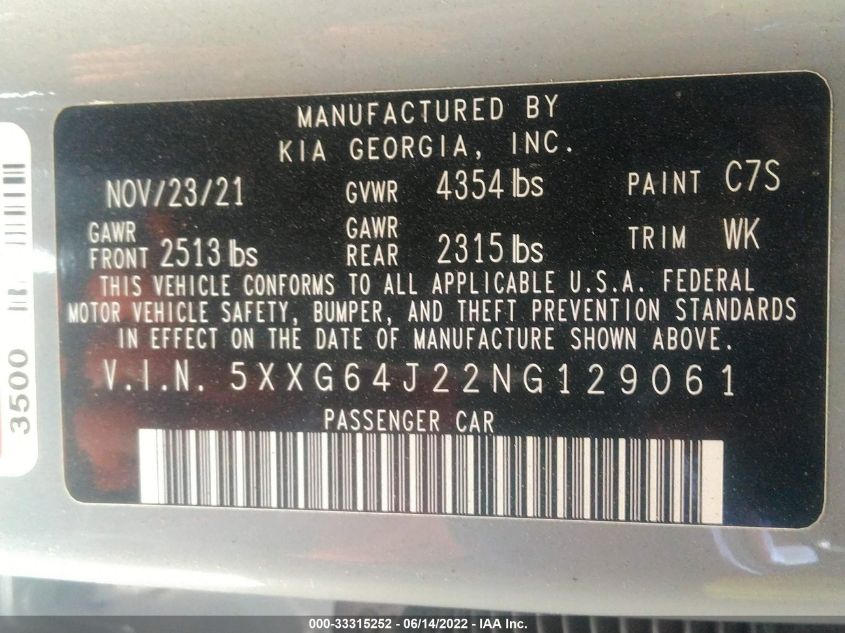 MANUFACTURED BY
KIA GEORGIA, INC.
NOV/23/21 GVWR 4354 lbs PAINT C7S
GAWR FRONT 2513 lbs GAWR REAR 2315 lbs TRIM WK
THIS VEHICLE CONFORMS TO ALL APPLICABLE U.S.A. FEDERAL
MOTOR VEHICLE SAFETY, BUMPER, AND THEFT PREVENTION STANDARDS
IN EFFECT ON THE DATE OF MANUFACTURE SHOWN ABOVE.
V.I.N. 5XXG64J22NG129061
PASSENGER CAR
3500
000-33315252 - 06/14/2022 - IAA Inc.